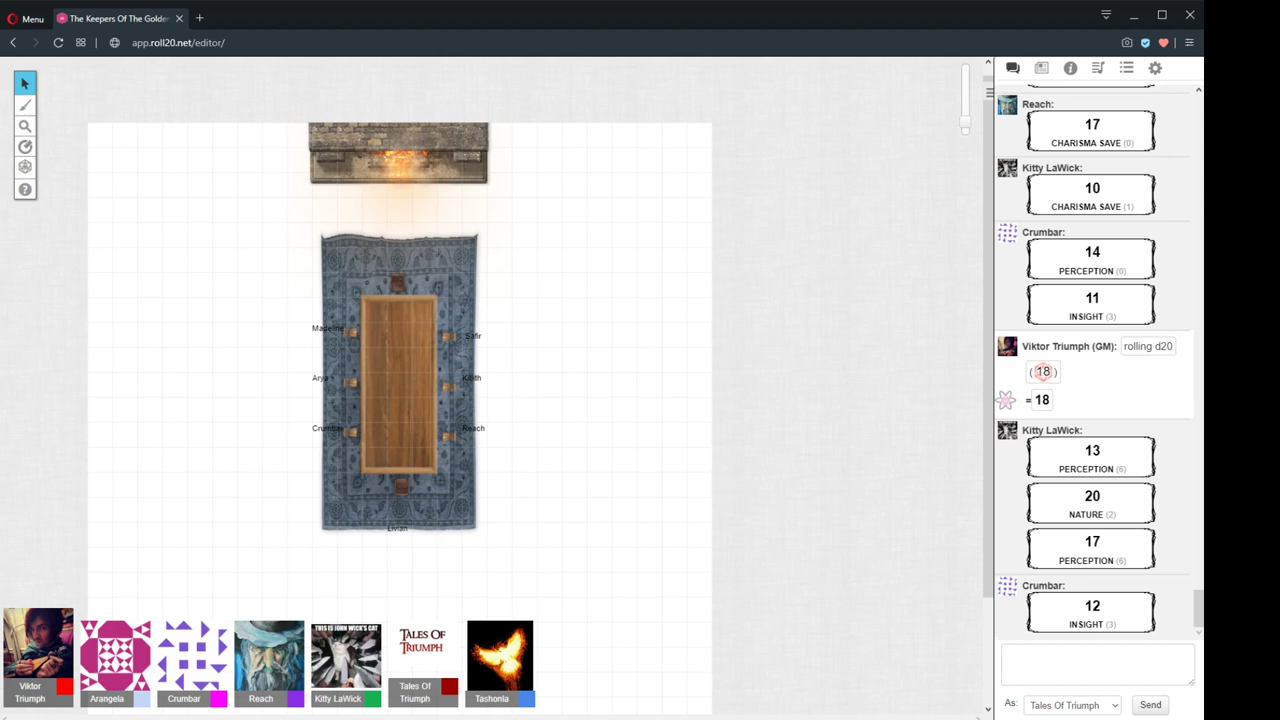 Menu
The Keepers Of The Golden
app.roll20.net/editor/
Madeline
Safir
Arya
Kitith
Crumbar
Reach
Livian
Viktor Triumph
Arangela
Crumbar
Reach
THIS IS JOHN WICK'S CAT
Kitty LaWick
TALES OF TRIUMPH
Tales Of Triumph
Tashonla
Reach:
17
CHARISMA SAVE (0)
Kitty LaWick:
10
CHARISMA SAVE (1)
Crumbar:
14
PERCEPTION (0)
11
INSIGHT (3)
Viktor Triumph (GM): rolling d20
(18)
= 18
Kitty LaWick:
13
PERCEPTION (6)
20
NATURE (2)
17
PERCEPTION (6)
Crumbar:
12
INSIGHT (3)
As: Tales Of Triumph Send